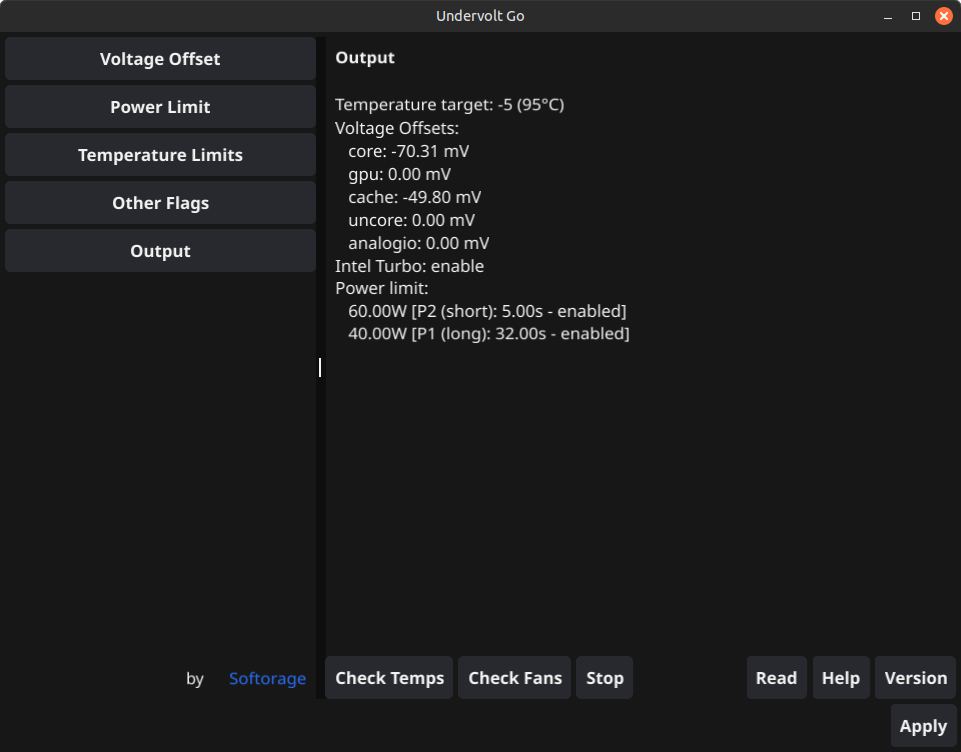 Undervolt Go
Voltage Offset
Power Limit
Temperature Limits
Other Flags
Output
Output
Temperature target: -5 (95°C)
Voltage Offsets:
core: -70.31 mV
gpu: 0.00 mV
cache: -49.80 mV
uncore: 0.00 mV
analogio: 0.00 mV
Intel Turbo: enable
Power limit:
60.00W [P2 (short): 5.00s - enabled]
40.00W [P1 (long): 32.00s - enabled]
by Softorage
Check Temps Check Fans Stop Read Help Version
Apply